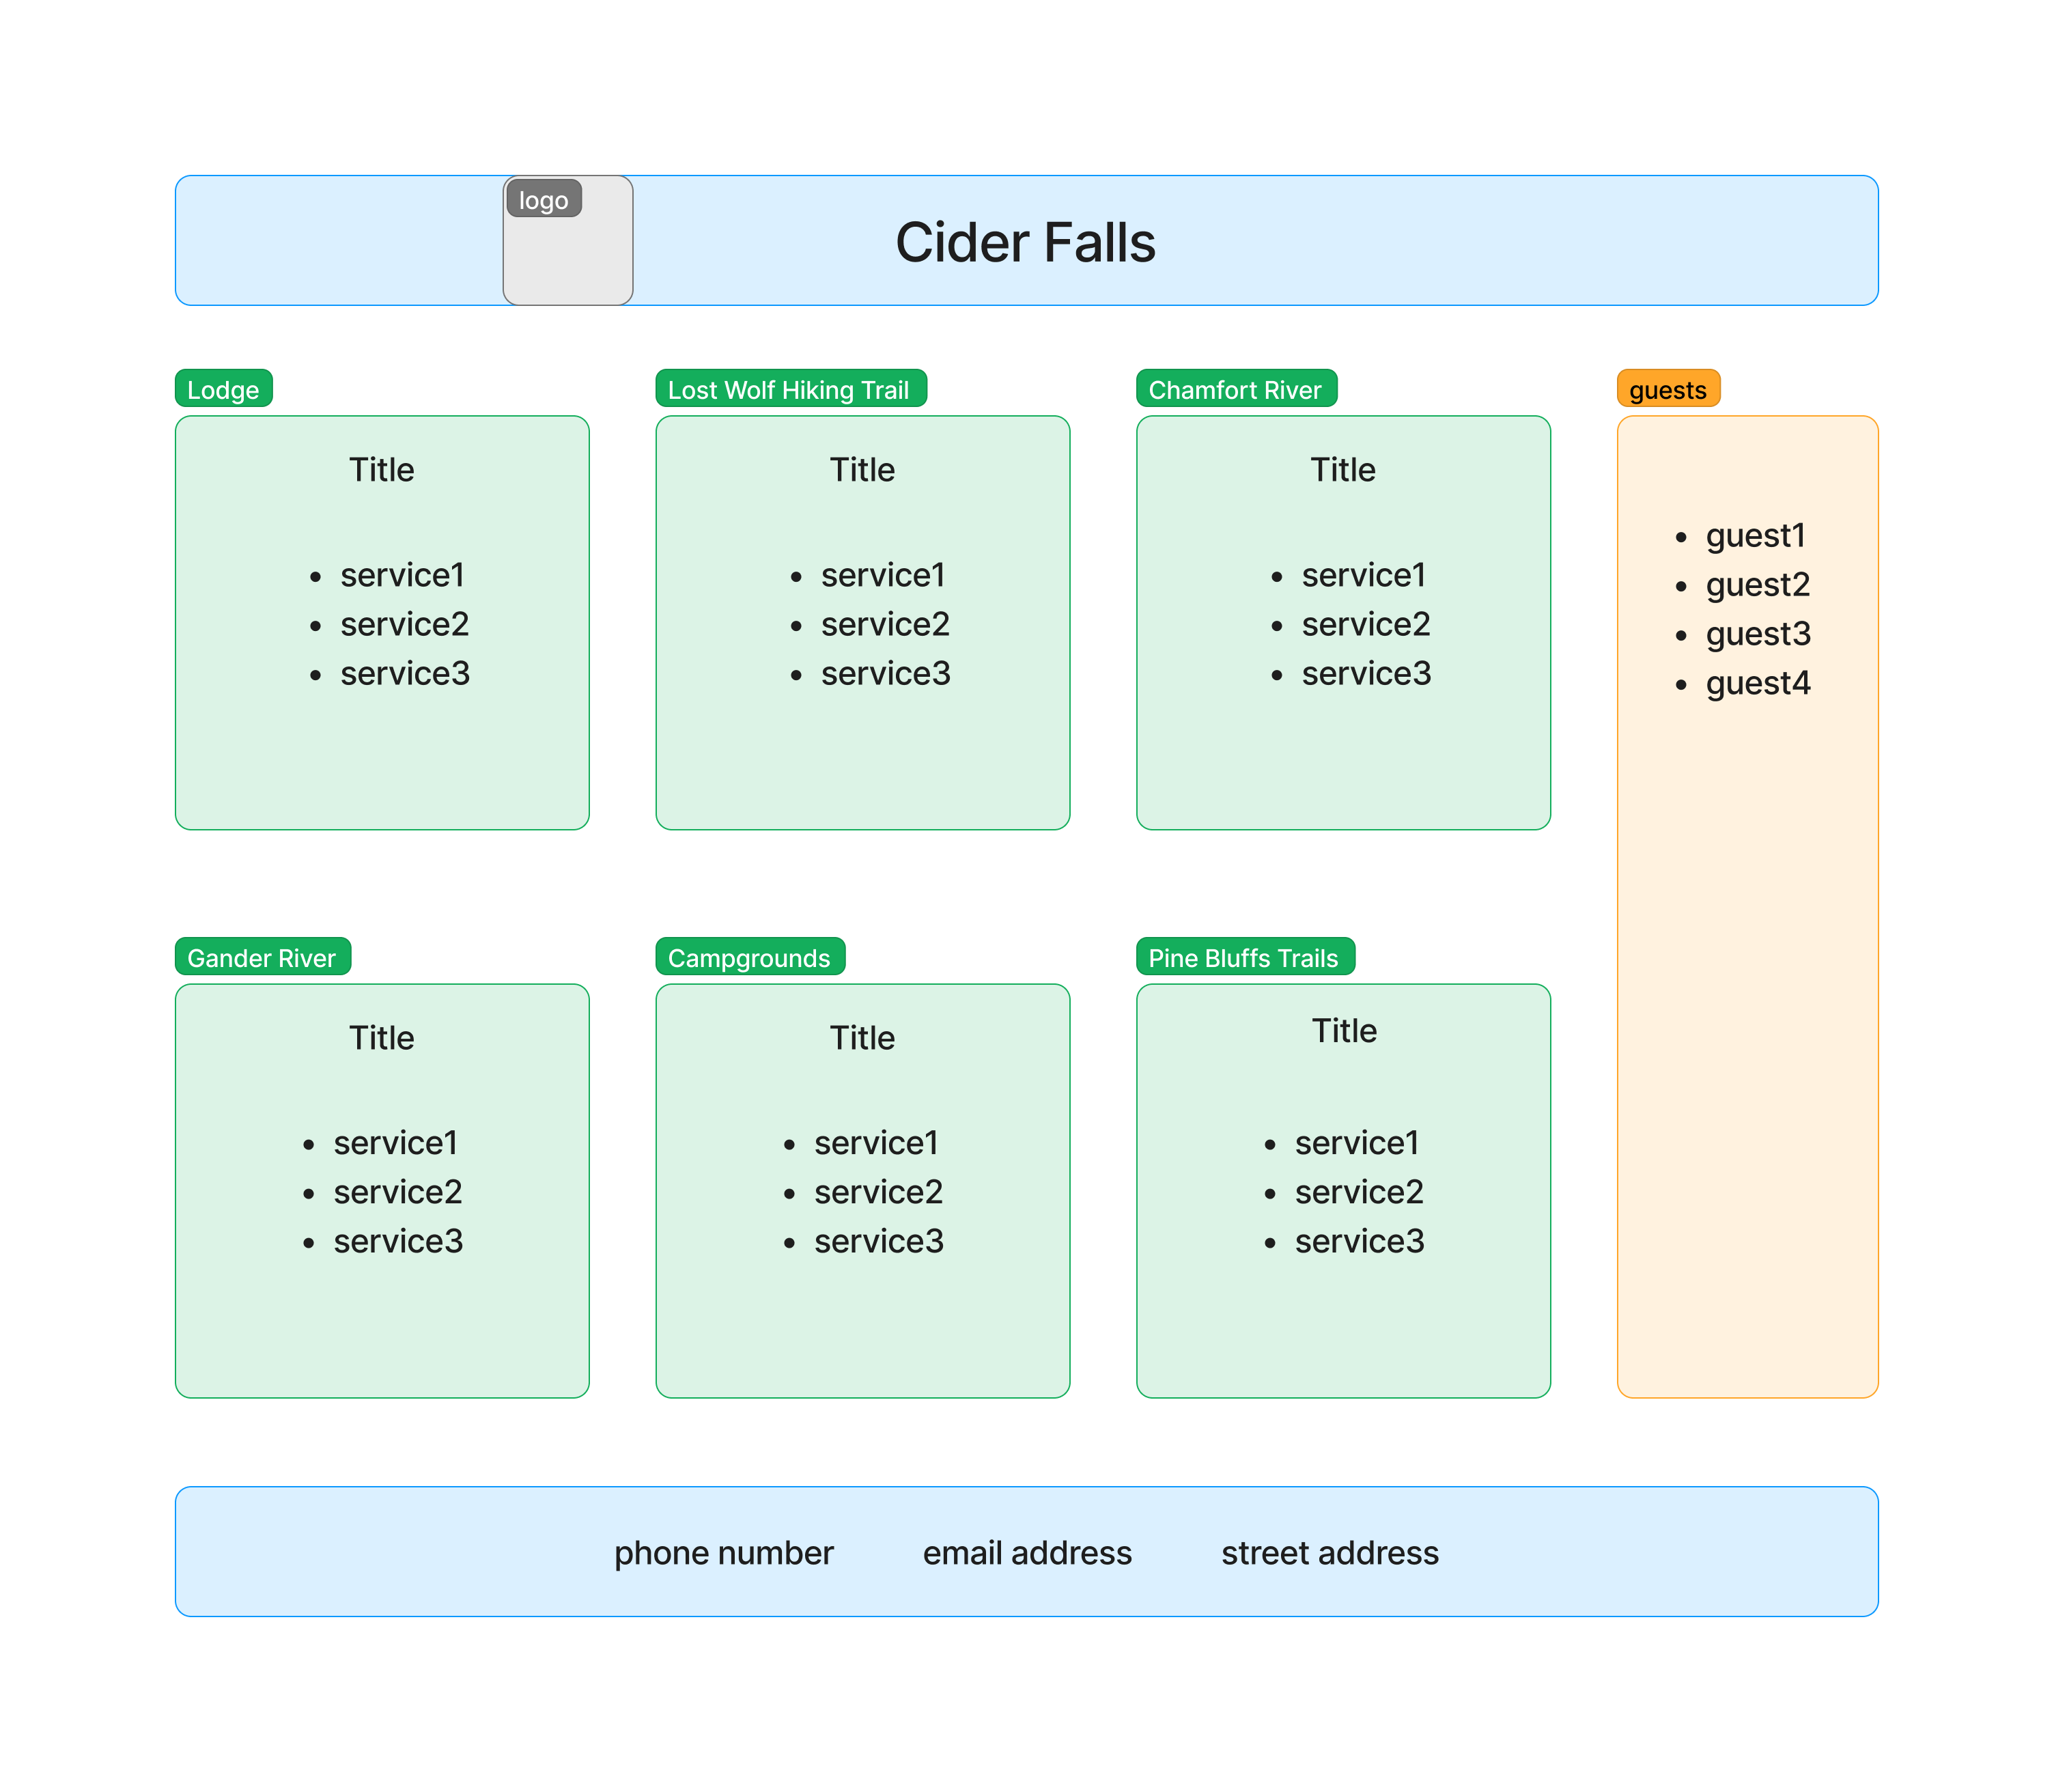 logo
Cider Falls
Lodge
Title
• service1
• service2
• service3
Lost Wolf Hiking Trail
Title
• service1
• service2
• service3
Chamfort River
Title
• service1
• service2
• service3
guests
• guest1
• guest2
• guest3
• guest4
Gander River
Title
• service1
• service2
• service3
Campgrounds
Title
• service1
• service2
• service3
Pine Bluffs Trails
Title
• service1
• service2
• service3
phone number
email address
street address